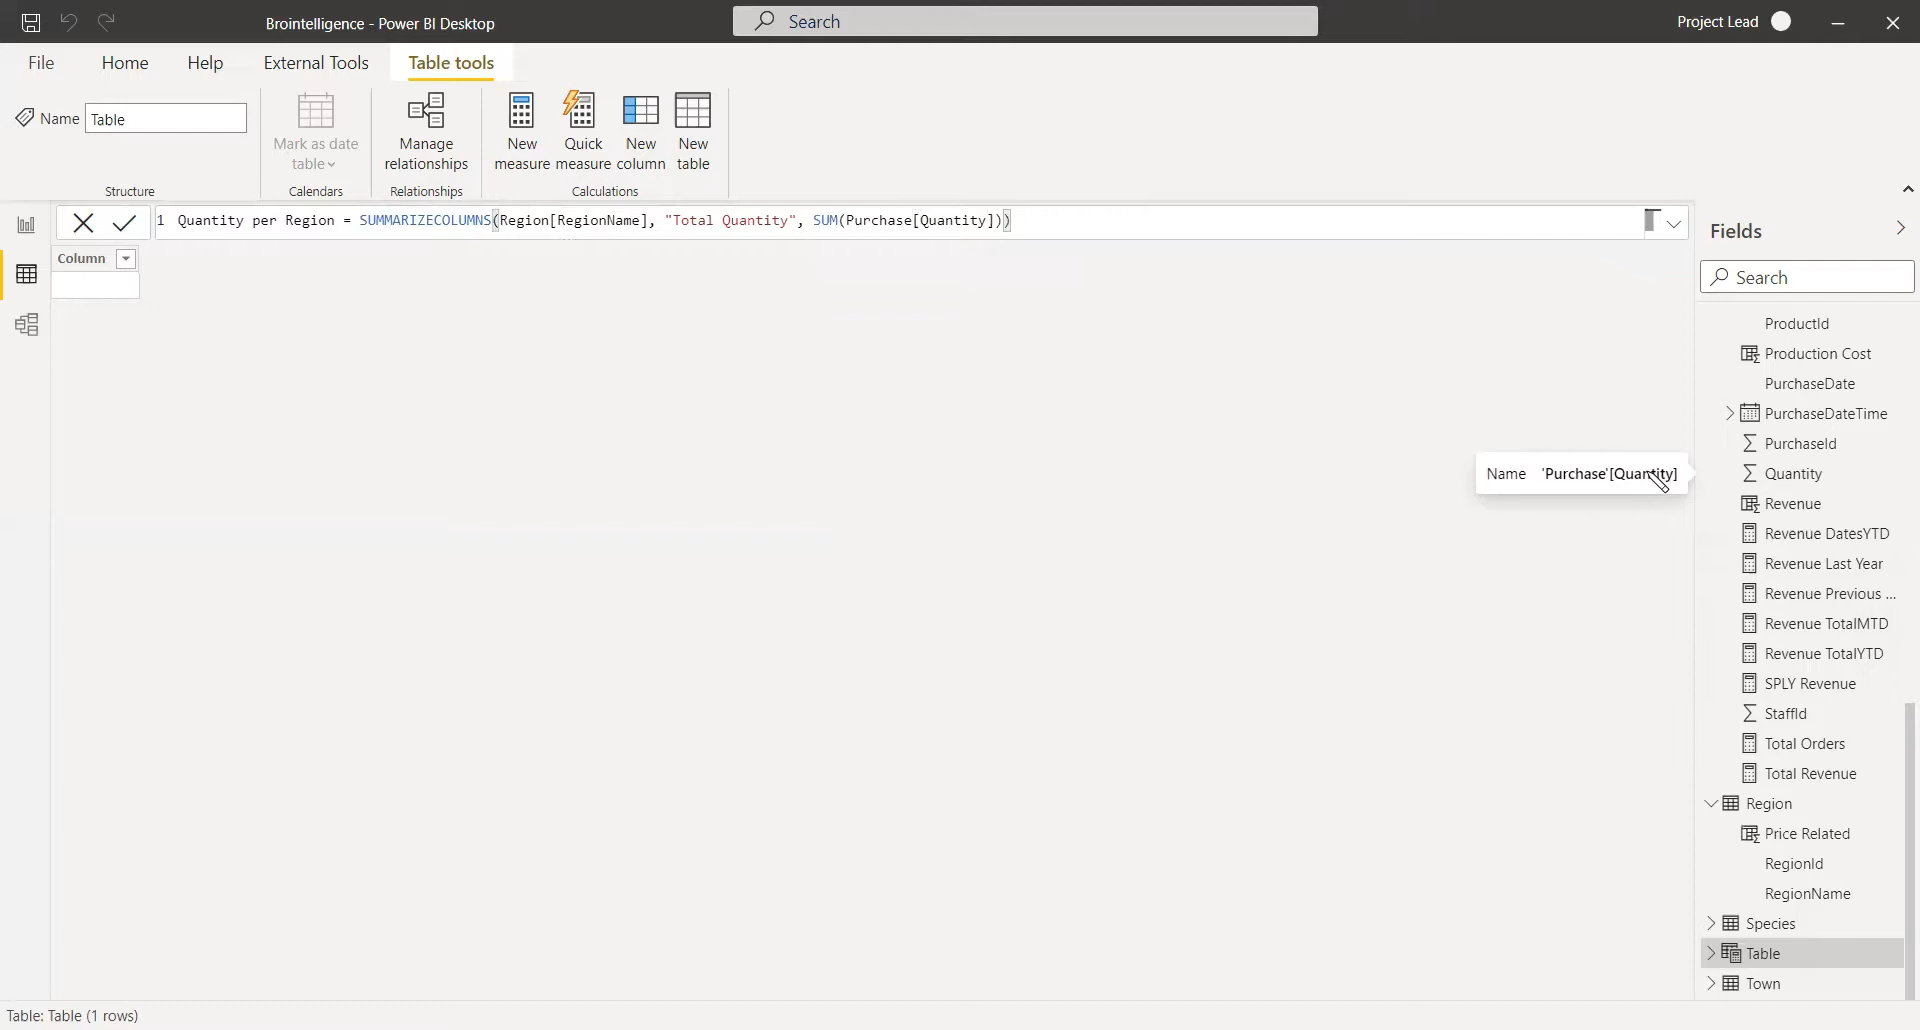 Brointelligence - Power BI Desktop
Search
Project Lead
File
Home
Help
External Tools
Table tools
Name
Table
Mark as date
table
Manage
relationships
New
measure
Quick
measure
New
column
New
table
Structure
Calendars
Relationships
Calculations
1 Quantity per Region = SUMMARIZECOLUMNS(Region[RegionName], "Total Quantity", SUM(Purchase[Quantity]))
Fields
Column
Search
ProductId
Production Cost
PurchaseDate
PurchaseDateTime
PurchaseId
Name 'Purchase'[Quantity]
Quantity
Revenue
Revenue DatesYTD
Revenue Last Year
Revenue Previous ...
Revenue TotalMTD
Revenue TotalYTD
SPLY Revenue
StaffId
Total Orders
Total Revenue
Region
Price Related
RegionId
RegionName
Species
Table
Town
Table: Table (1 rows)